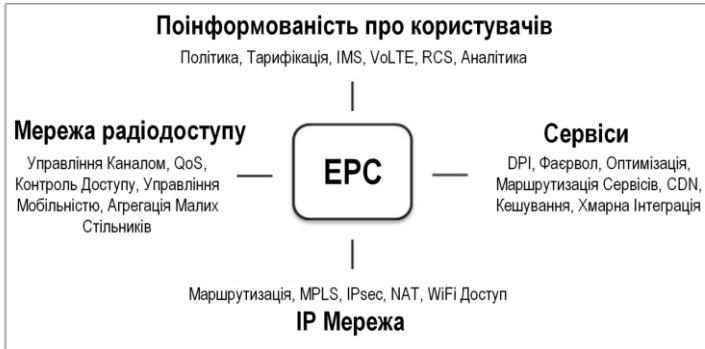 Поінформованість про користувачів
Політика, Тарифікація, IMS, VoLTE, RCS, Аналітика
Мережа радіодоступу
Управління Каналом, QoS,
Контроль Доступу, Управління
Мобільністю, Агрегація Малих
Стільників
EPC
Сервіси
DPI, Фаєрвол, Оптимізація,
Маршрутизація Сервісів, CDN,
Кешування, Хмарна Інтеграція
Маршрутизація, MPLS, IPsec, NAT, WiFi Доступ
IP Мережа